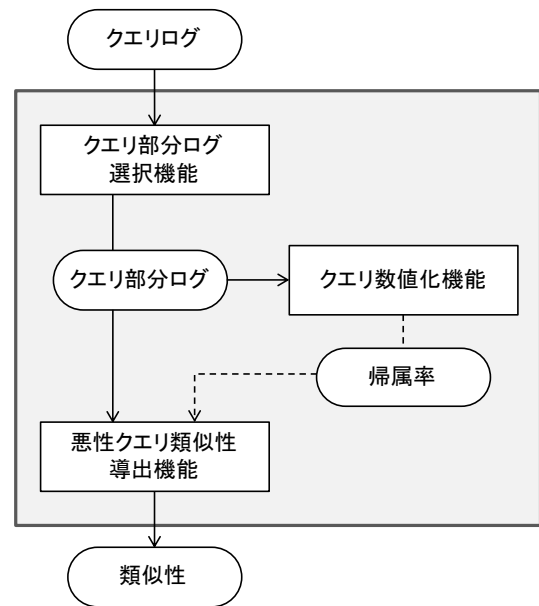 クエリログ
クエリ部分ログ
選択機能
クエリ部分ログ
クエリ数値化機能
帰属率
悪性クエリ類似性
導出機能
類似性